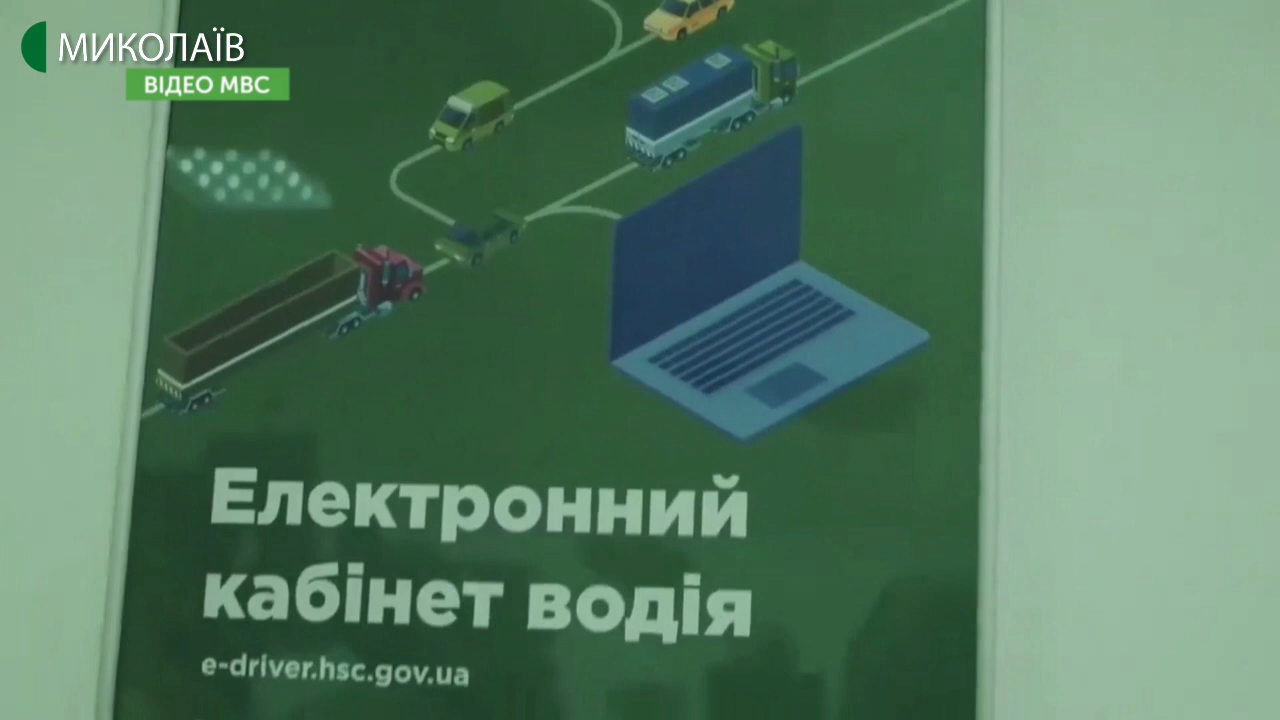 МИКОЛАЇВ
ВІДЕО МВС
Електронний
кабінет водія
e-driver.hsc.gov.ua